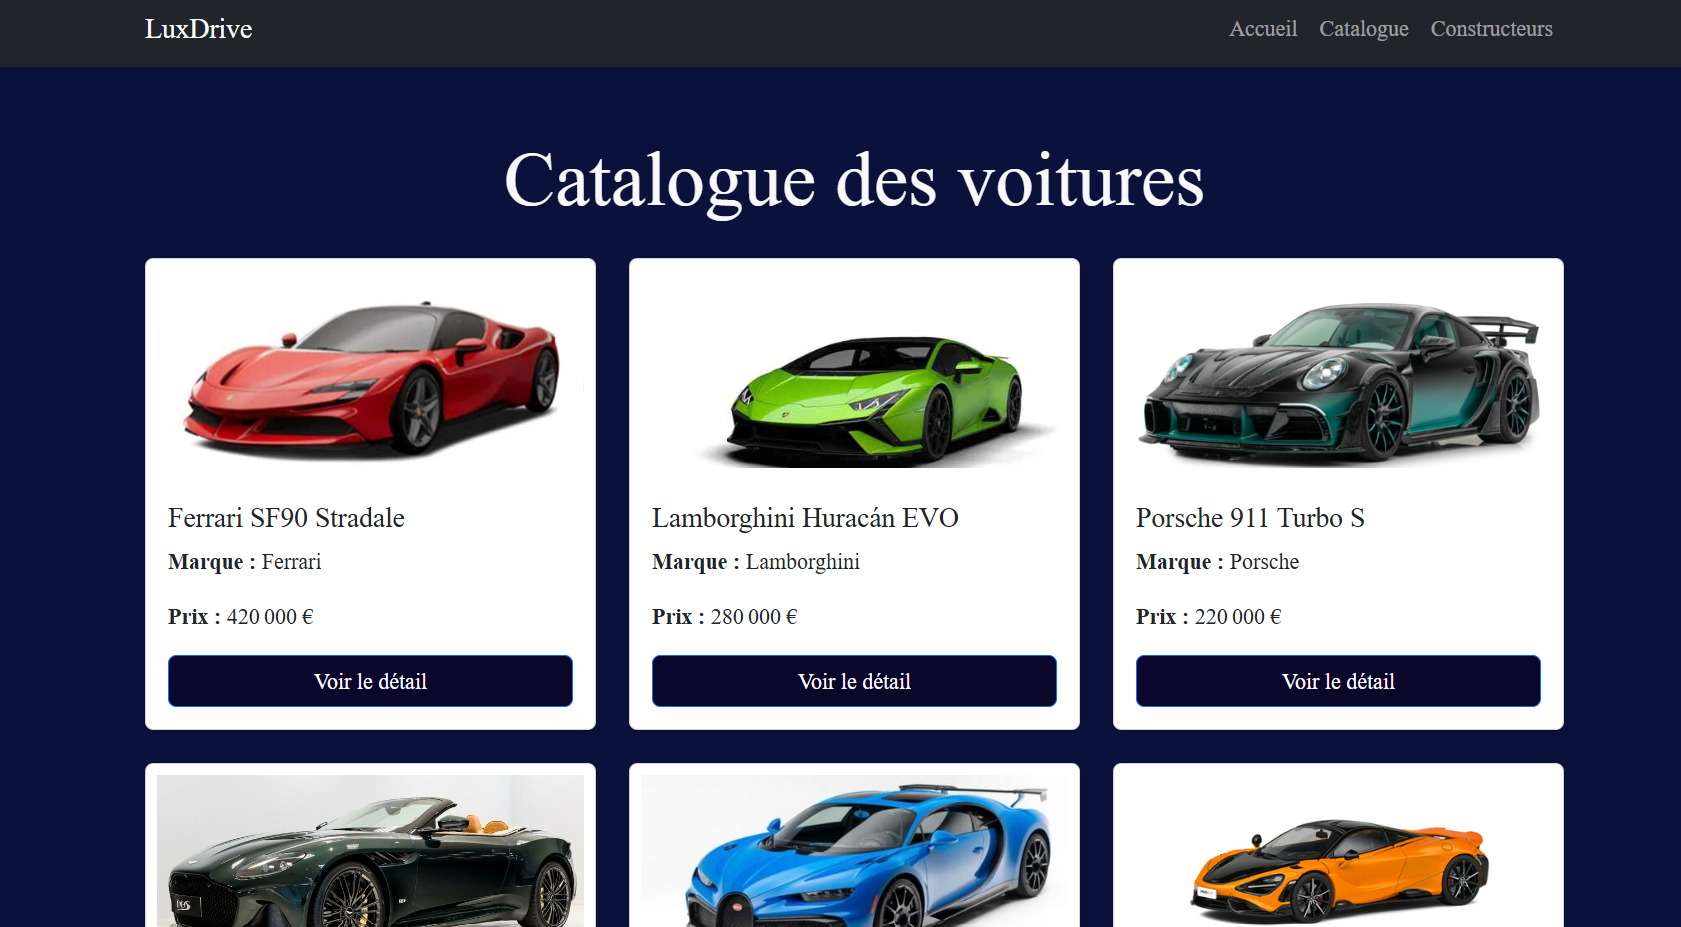 LuxDrive
Accueil Catalogue Constructeurs
Catalogue des voitures
Ferrari SF90 Stradale
Marque : Ferrari
Prix : 420 000 €
Voir le détail
Lamborghini Huracán EVO
Marque : Lamborghini
Prix : 280 000 €
Voir le détail
Porsche 911 Turbo S
Marque : Porsche
Prix : 220 000 €
Voir le détail